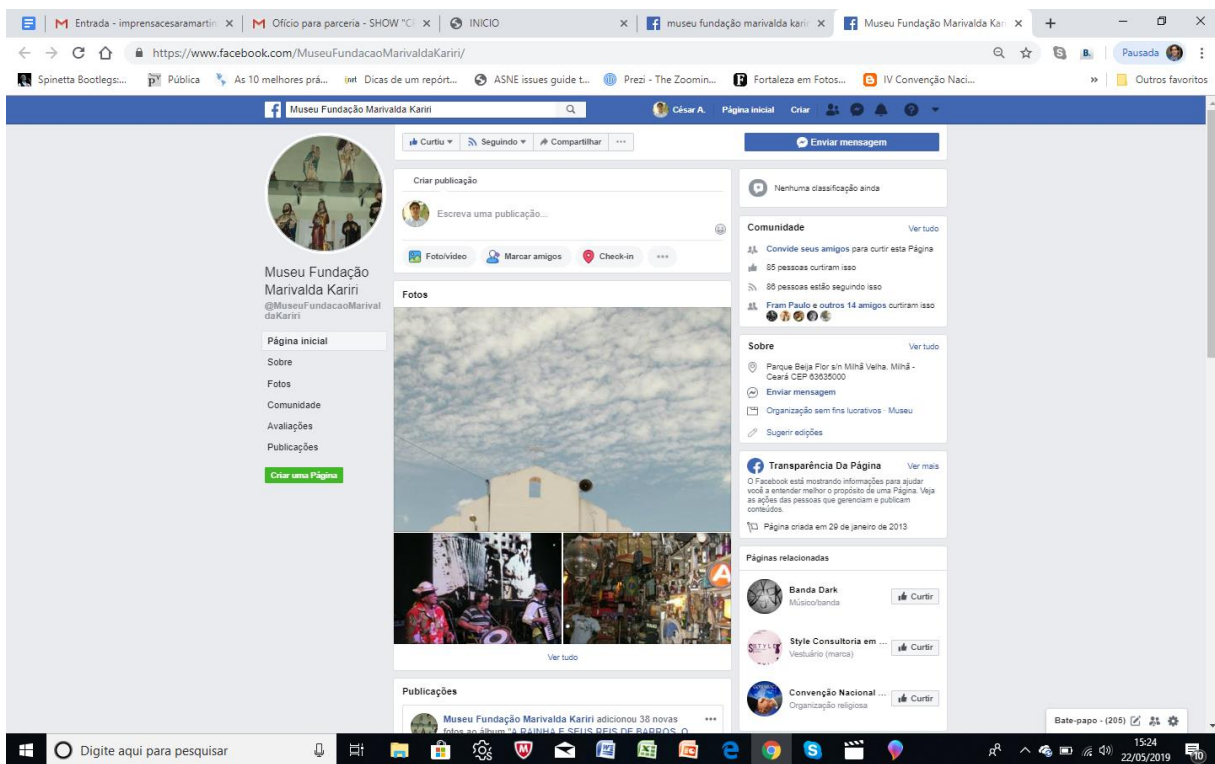 Entrada - imprensacesaramartin
Ofício para parceria - SHOW "C
INICIO
museu fundação marivalda karir
Museu Fundação Marivalda Kar
https://www.facebook.com/MuseuFundacaoMarivaldaKariri/
Pausada
Spinetta Bootlegs:...
Pública
As 10 melhores prá...
Dicas de um repórt...
ASNE issues guide t...
Prezi - The Zoomin...
Fortaleza em Fotos...
IV Convenção Naci...
»
Outros favoritos
Museu Fundação Marivalda Kariri
César A.
Página inicial
Criar
Curtiu
Seguindo
Compartilhar
Enviar mensagem
Museu Fundação
Marivalda Kariri
@MuseuFundacaoMarival
daKariri
Página inicial
Sobre
Fotos
Comunidade
Avaliações
Publicações
Criar uma Página
Criar publicação
Escreva uma publicação...
Foto/vídeo
Marcar amigos
Check-in
Fotos
Ver tudo
Publicações
Museu Fundação Marivalda Kariri adicionou 38 novas
fotos ao álbum "A RAINHA E SEUS REIS DE BARROS. O
Nenhuma classificação ainda
Comunidade
Ver tudo
Convide seus amigos para curtir esta Página
85 pessoas curtiram isso
86 pessoas estão seguindo isso
Fram Paulo e outros 14 amigos curtiram isso
Sobre
Ver tudo
Parque Beija Flor s/n Milhã Velha. Milhã -
Ceará CEP 63635000
Enviar mensagem
Organização sem fins lucrativos · Museu
Sugerir edições
Transparência Da Página
Ver mais
O Facebook está mostrando informações para ajudar
você a entender melhor o propósito de uma Página. Veja
as ações das pessoas que gerenciam e publicam
conteúdos.
Página criada em 29 de janeiro de 2013
Páginas relacionadas
Banda Dark
Músico/banda
Curtir
Style Consultoria em ...
Vestuário (marca)
Curtir
Convenção Nacional ...
Organização religiosa
Curtir
Bate-papo - (205)
Digite aqui para pesquisar
15:24
22/05/2019